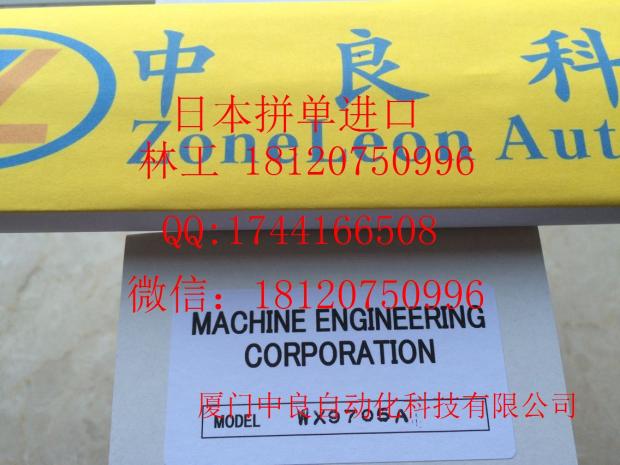 中 良 科
日本拼单进口
ZoneLeon Aut
林工 18120750996
QQ:1744166508
微信：18120750996
MACHINE ENGINEERING
CORPORATION
厦门中良自动化科技有限公司
MODEL WX9705A